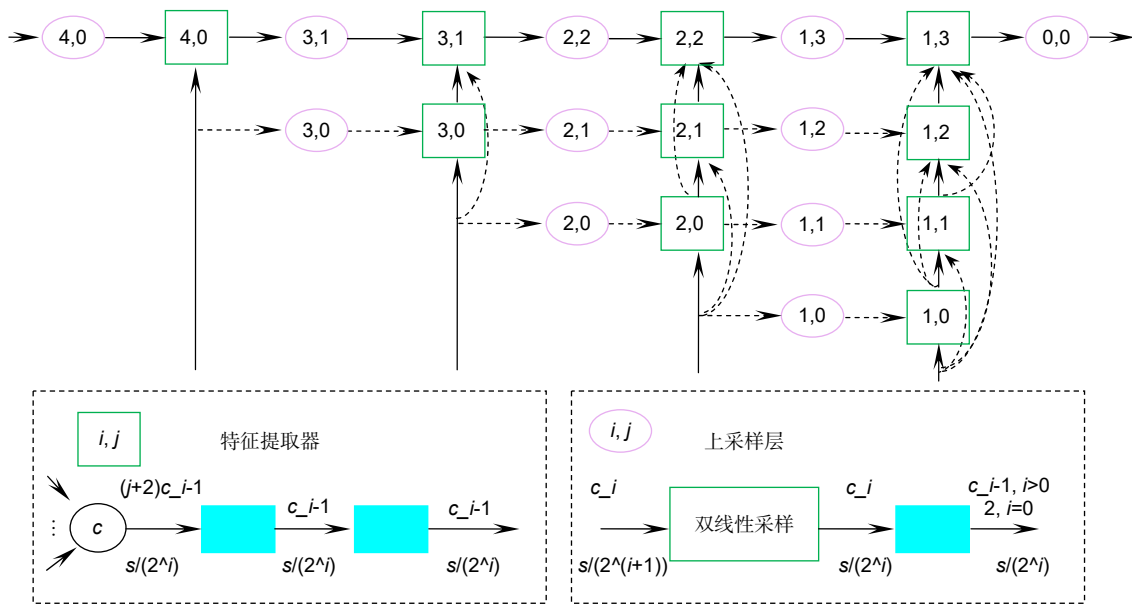 4,0 4,0 3,1 3,1 2,2 2,2 1,3 1,3 0,0
3,0 3,0 2,1 2,1 1,2 1,2
2,0 2,0 1,1 1,1
1,0 1,0
i, j 特征提取器
(j+2)c_i-1 c_i-1 c_i-1
⋮ c
s/(2^i) s/(2^i) s/(2^i)
i, j 上采样层
c_i c_i c_i-1, i>0
2, i=0
双线性采样
s/(2^(i+1)) s/(2^i) s/(2^i)